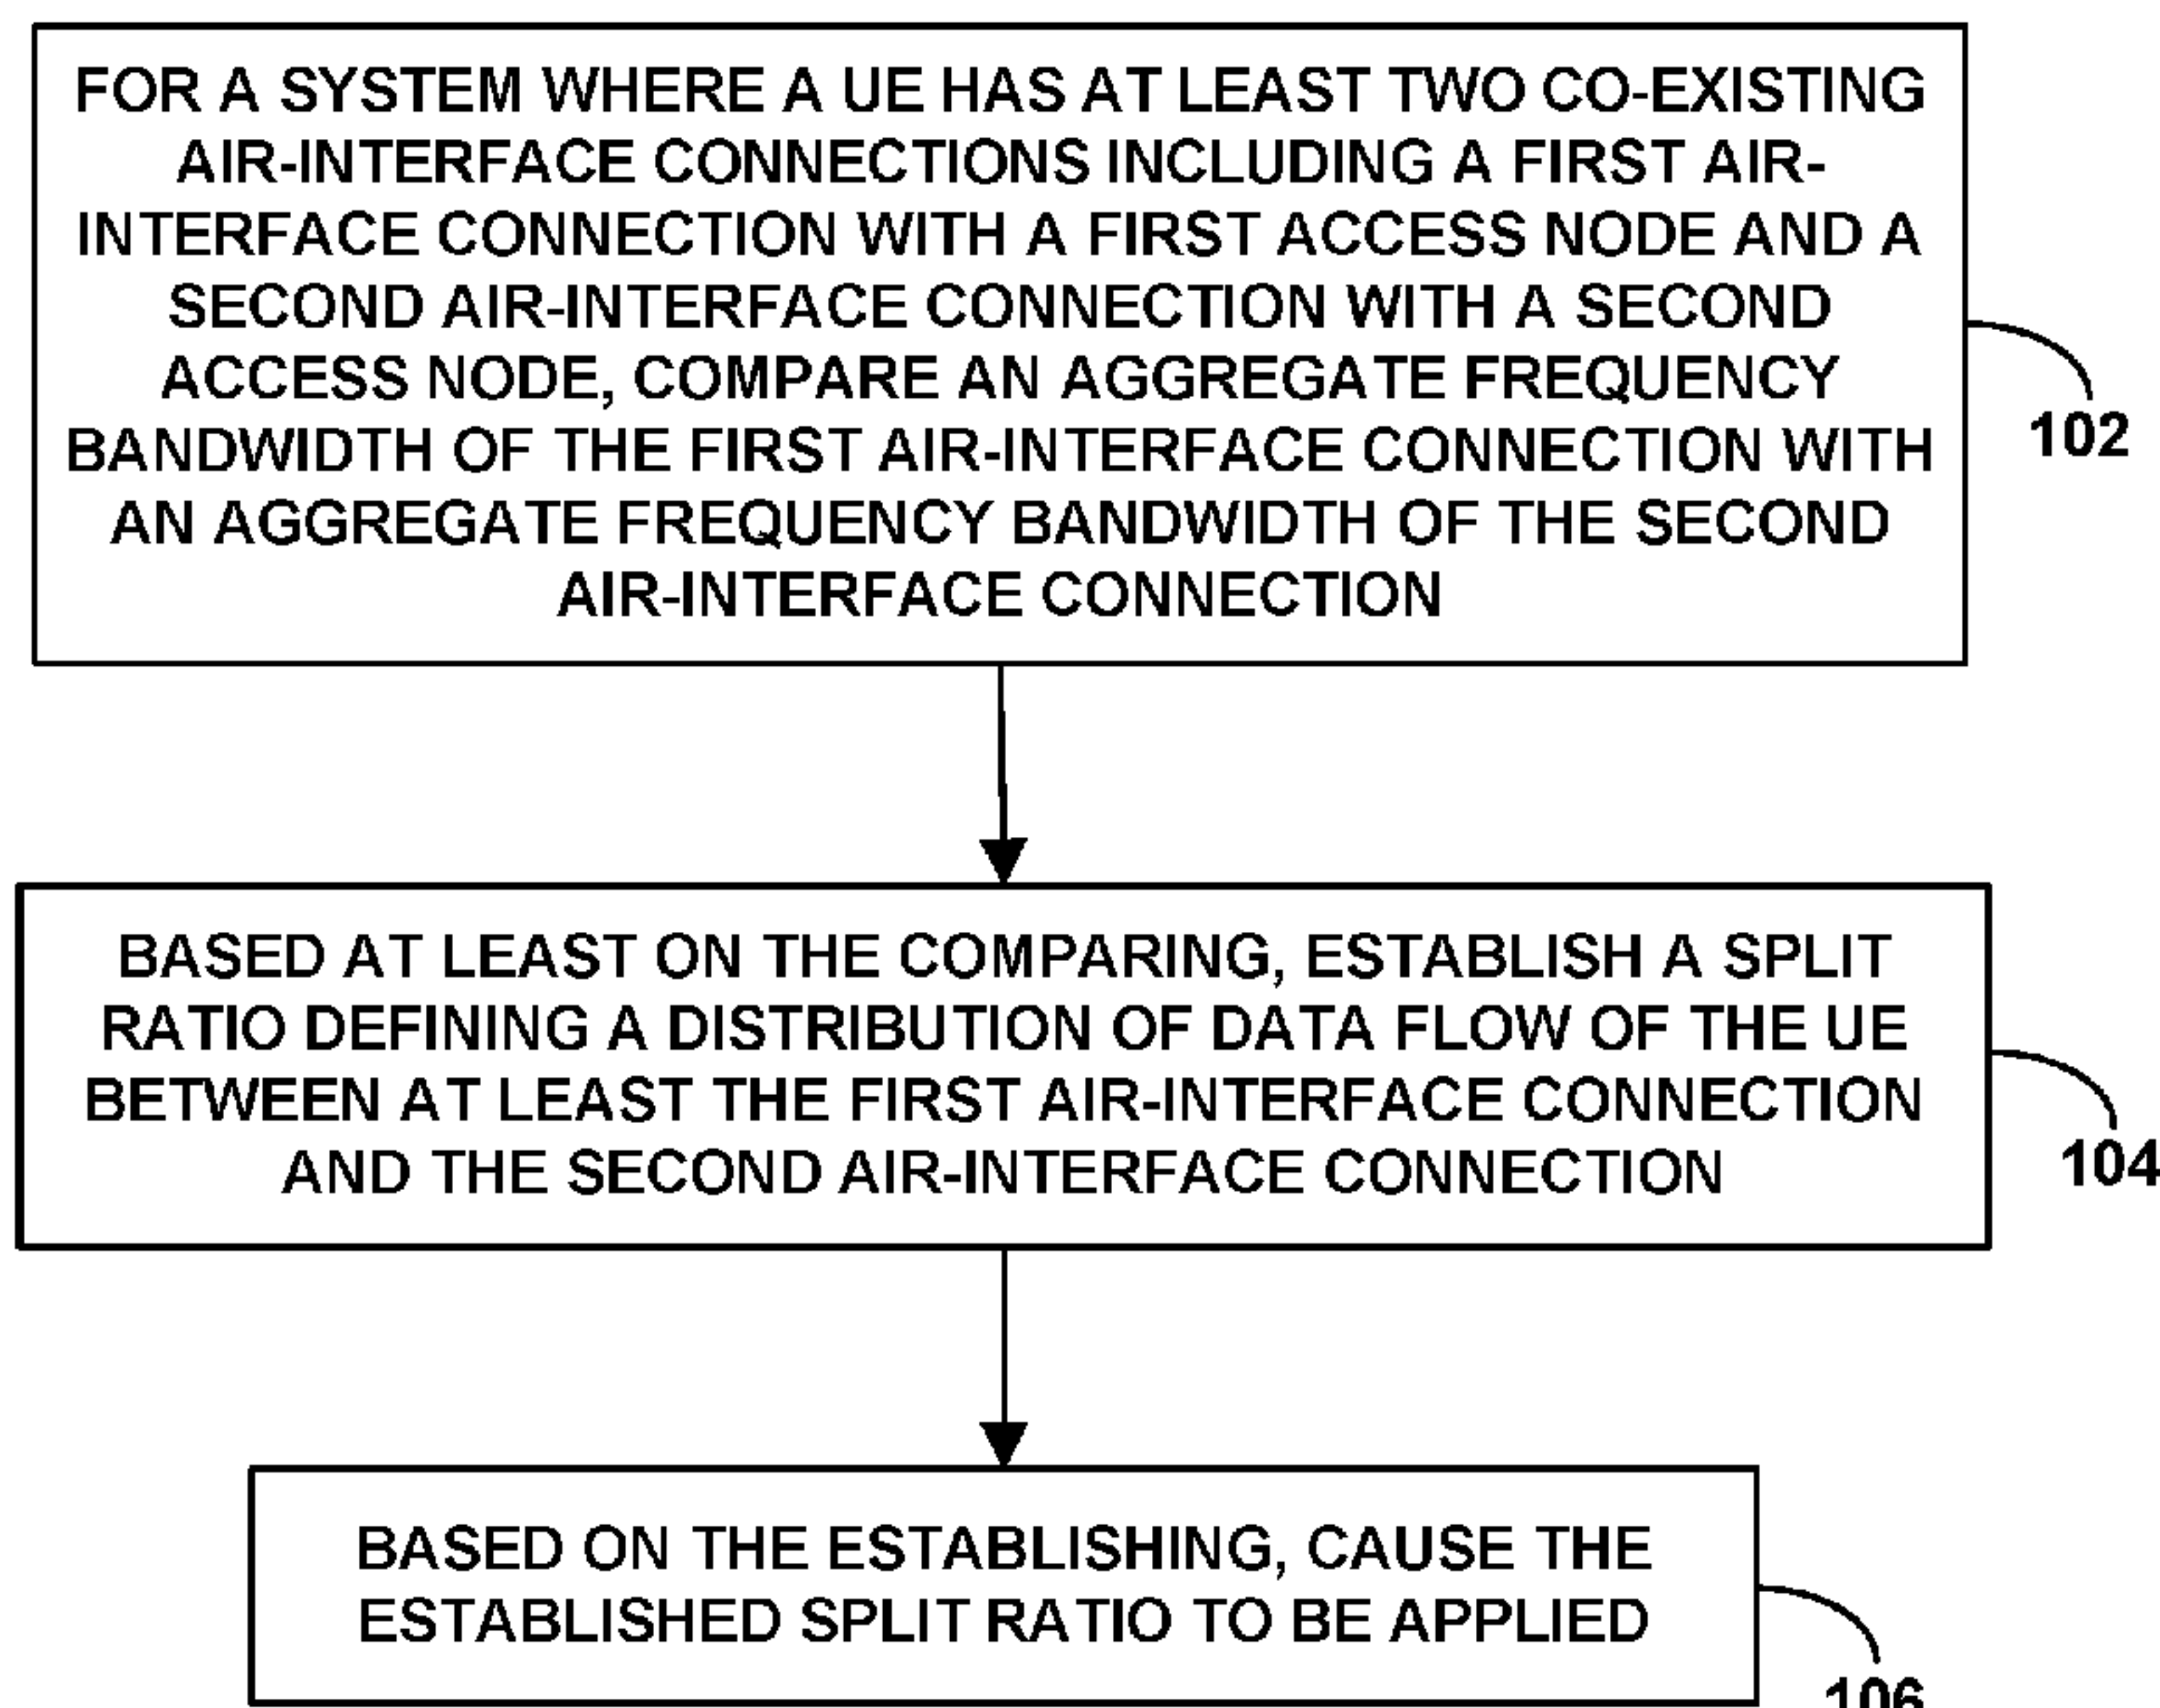 FOR A SYSTEM WHERE A UE HAS AT LEAST TWO CO-EXISTING
AIR-INTERFACE CONNECTIONS INCLUDING A FIRST AIR-
INTERFACE CONNECTION WITH A FIRST ACCESS NODE AND A
SECOND AIR-INTERFACE CONNECTION WITH A SECOND
ACCESS NODE, COMPARE AN AGGREGATE FREQUENCY
BANDWIDTH OF THE FIRST AIR-INTERFACE CONNECTION WITH
AN AGGREGATE FREQUENCY BANDWIDTH OF THE SECOND
AIR-INTERFACE CONNECTION
102
BASED AT LEAST ON THE COMPARING, ESTABLISH A SPLIT
RATIO DEFINING A DISTRIBUTION OF DATA FLOW OF THE UE
BETWEEN AT LEAST THE FIRST AIR-INTERFACE CONNECTION
AND THE SECOND AIR-INTERFACE CONNECTION
104
BASED ON THE ESTABLISHING, CAUSE THE
ESTABLISHED SPLIT RATIO TO BE APPLIED
106